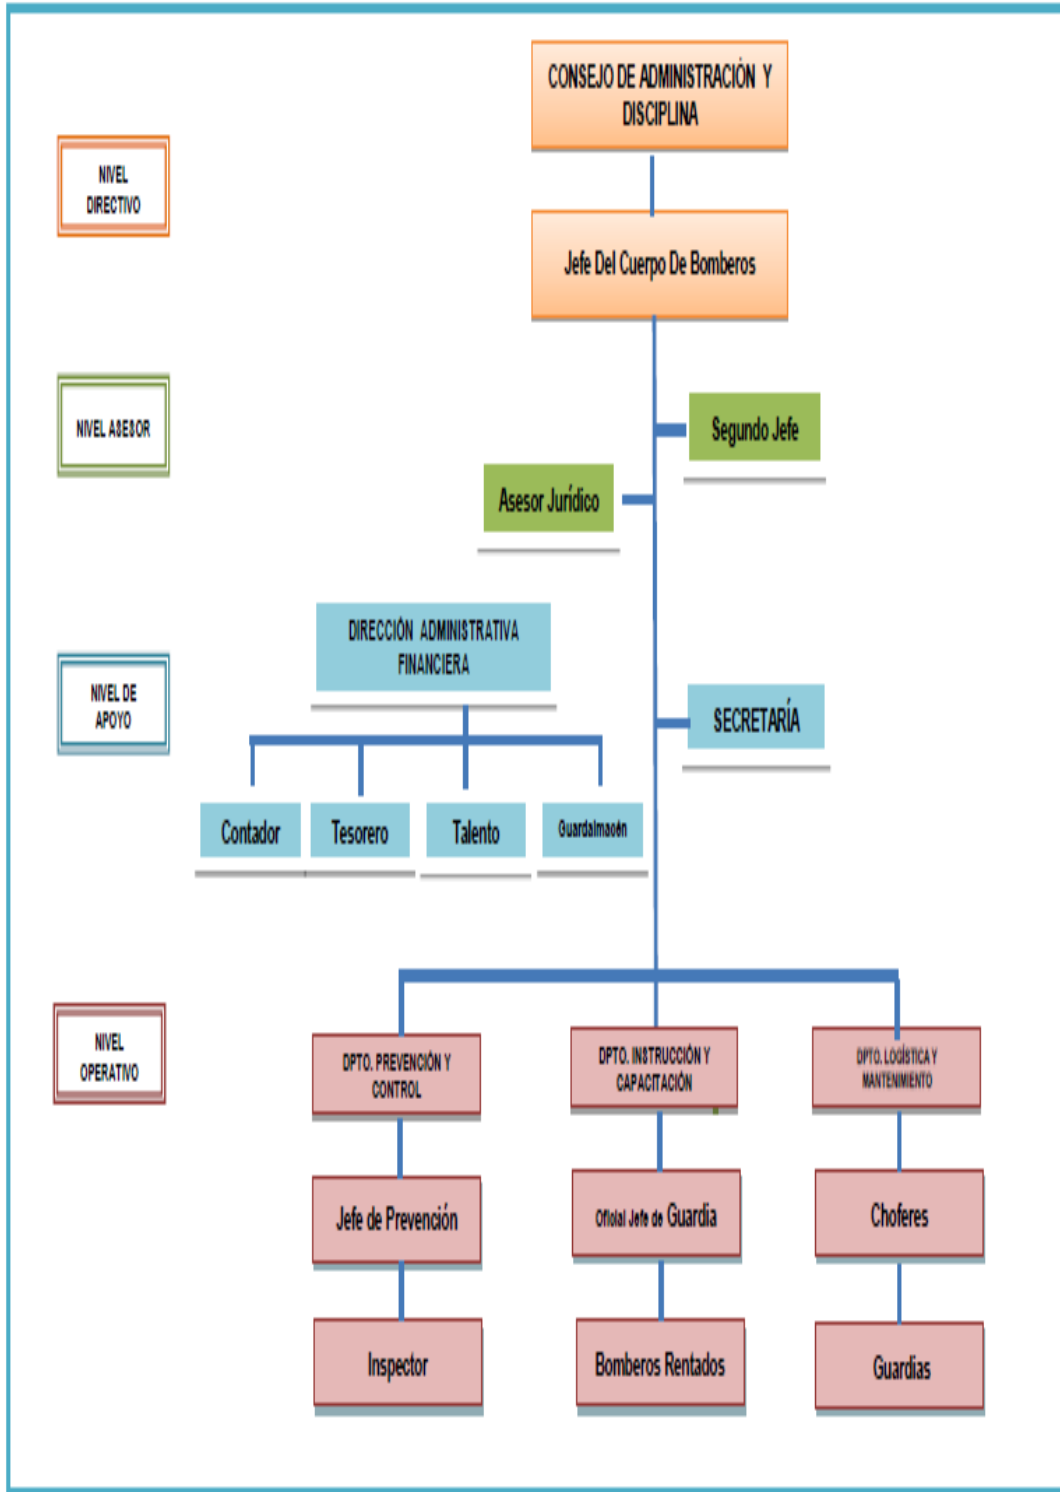 CONSEJO DE ADMINISTRACIÓN Y
DISCIPLINA
NIVEL
DIRECTIVO
Jefe Del Cuerpo De Bomberos
NIVEL ASESOR
Segundo Jefe
Asesor Jurídico
DIRECCIÓN ADMINISTRATIVA
FINANCIERA
NIVEL DE
APOYO
SECRETARÍA
Contador
Tesorero
Talento
Guardalmacén
NIVEL
OPERATIVO
DPTO. PREVENCIÓN Y
CONTROL
DPTO. INSTRUCCIÓN Y
CAPACITACIÓN
DPTO. LOGÍSTICA Y
MANTENIMIENTO
Jefe de Prevención
Oficial Jefe de Guardia
Choferes
Inspector
Bomberos Rentados
Guardias